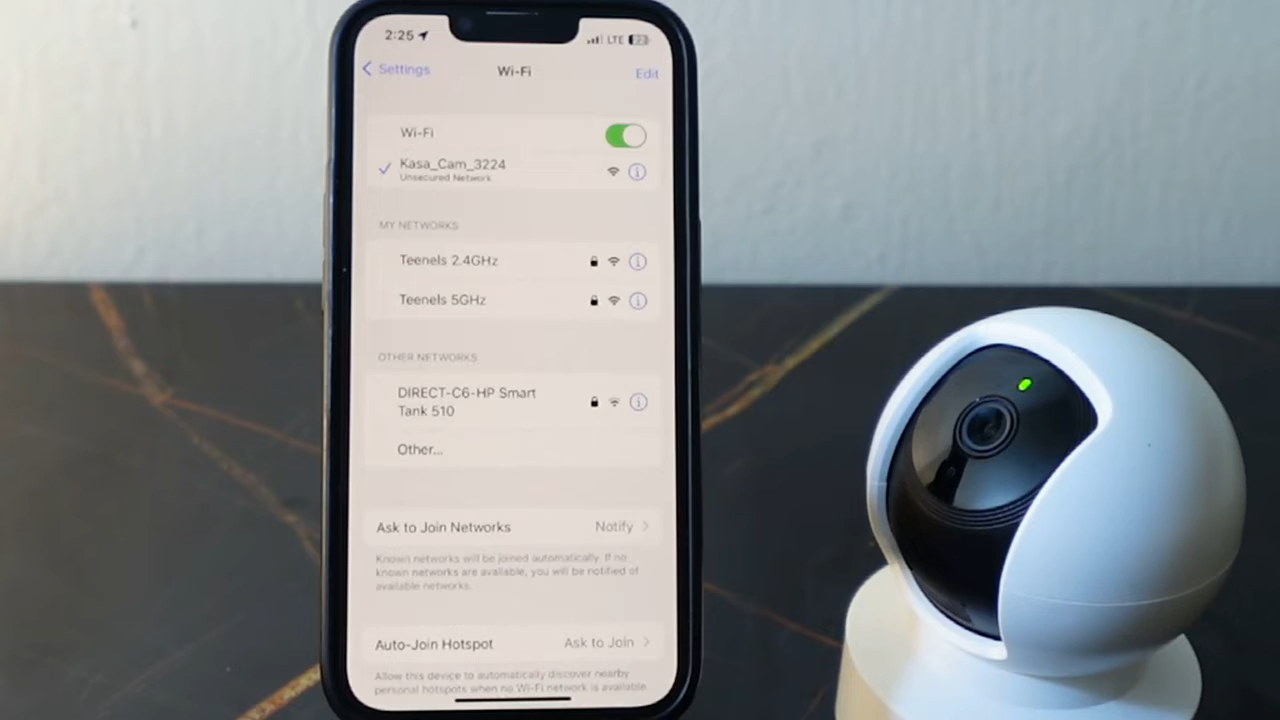 2:25
LTE 22
Settings
Wi-Fi
Edit
Wi-Fi
Kasa_Cam_3224
Unsecured Network
MY NETWORKS
Teenels 2.4GHz
Teenels 5GHz
OTHER NETWORKS
DIRECT-C6-HP Smart
Tank 510
Other...
Ask to Join Networks Notify
Known networks will be joined automatically. If no
known networks are available, you will be notified of
available networks.
Auto-Join Hotspot Ask to Join
Allow this device to automatically discover nearby
personal hotspots when no Wi-Fi network is available